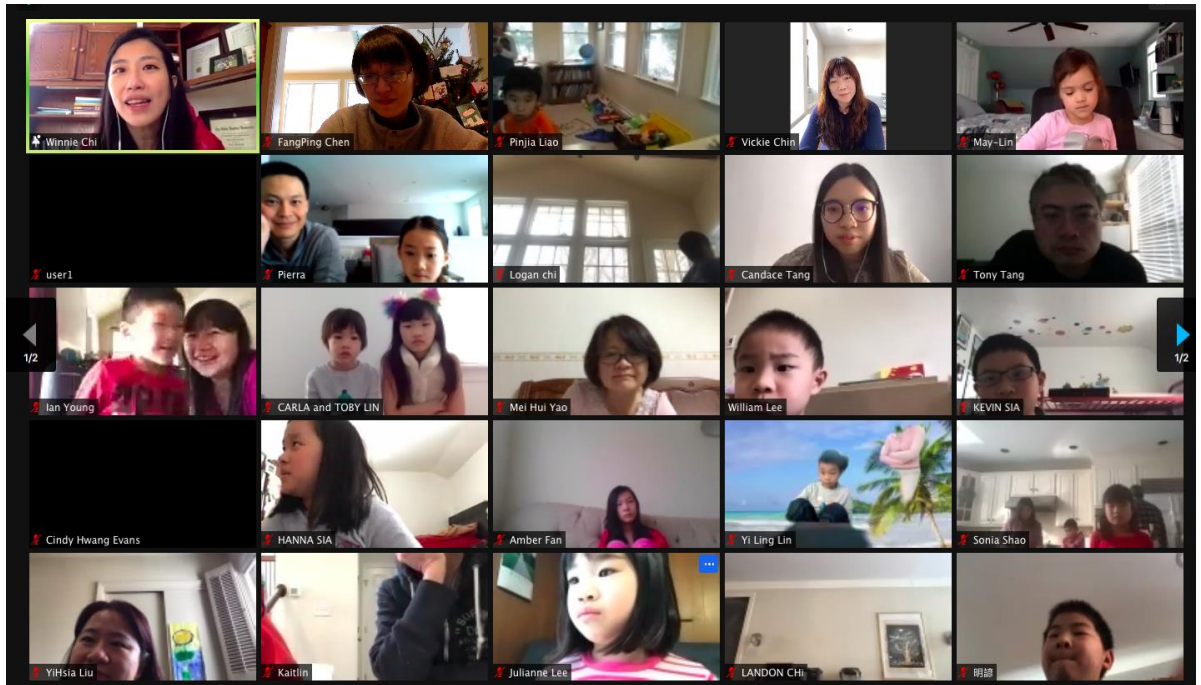 Winnie Chi
FangPing Chen
Pinjia Liao
Vickie Chin
May-Lin
user1
Pierra
Logan chi
Candace Tang
Tony Tang
1/2
1/2
Ian Young
CARLA and TOBY LIN
Mei Hui Yao
William Lee
KEVIN SIA
Cindy Hwang Evans
HANNA SIA
Amber Fan
Yi Ling Lin
Sonia Shao
YiHsia Liu
Kaitlin
Julianne Lee
LANDON CHi
明諺